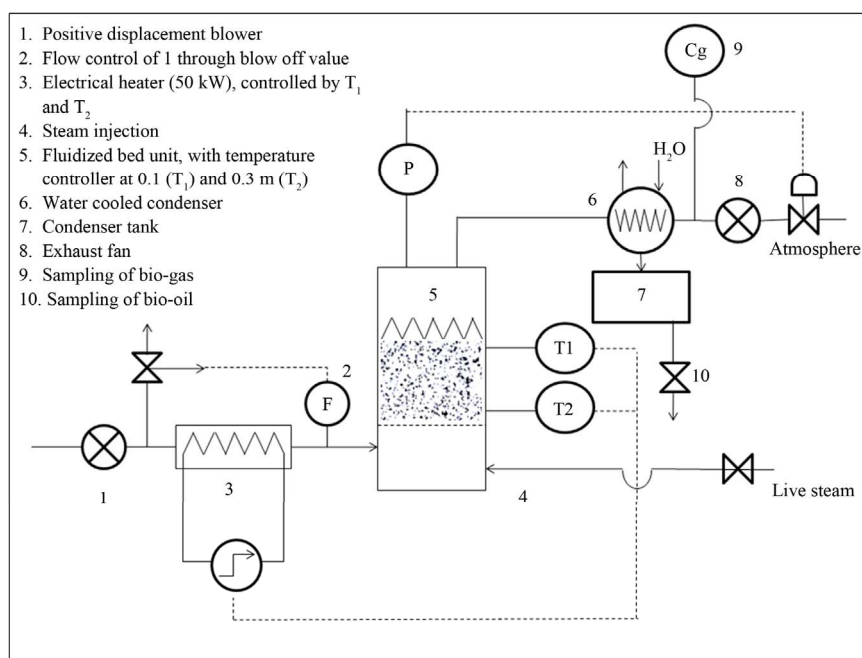 1. Positive displacement blower
2. Flow control of 1 through blow off value
3. Electrical heater (50 kW), controlled by T₁
and T₂
4. Steam injection
5. Fluidized bed unit, with temperature
controller at 0.1 (T₁) and 0.3 m (T₂)
6. Water cooled condenser
7. Condenser tank
8. Exhaust fan
9. Sampling of bio-gas
10. Sampling of bio-oil
Cg
9
P
H₂O
6
8
Atmosphere
7
5
T1
10
2
T2
F
1
3
4
Live steam